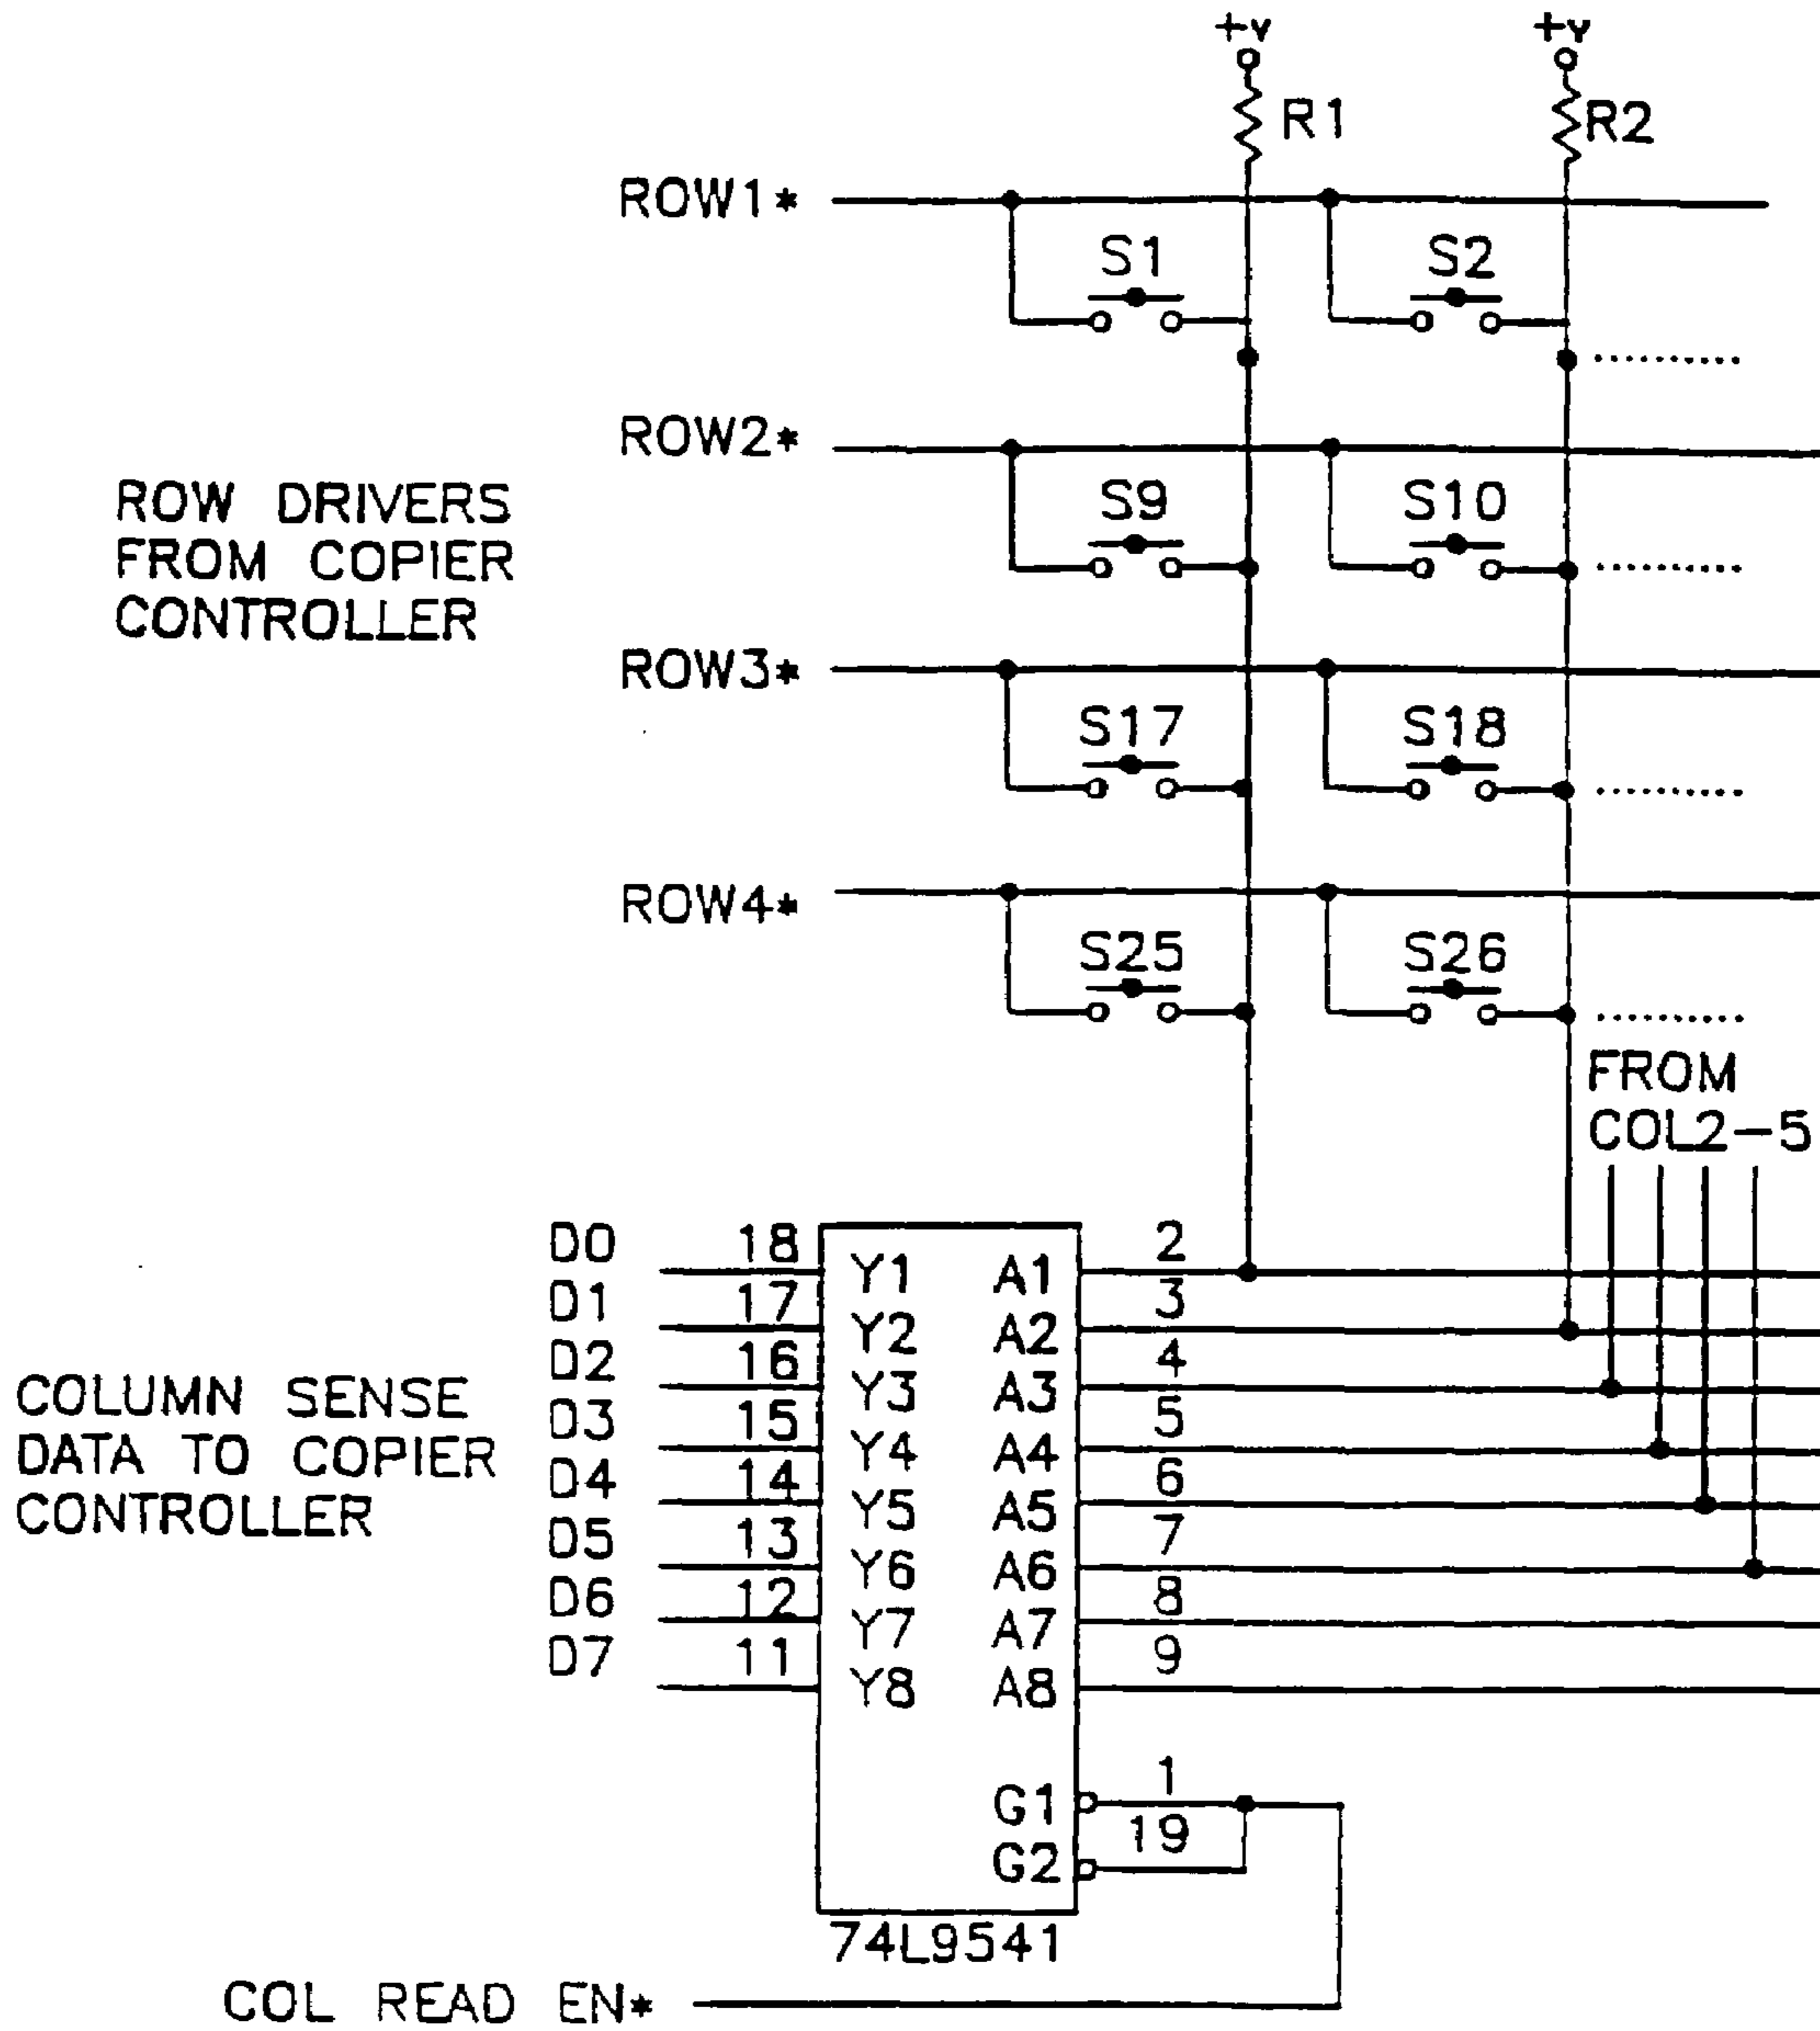 +v +v
R1 R2
ROW1*
S1 S2
ROW2*
S9 S10
ROW DRIVERS
FROM COPIER
CONTROLLER
ROW3*
S17 S18
ROW4*
S25 S26
FROM
COL2-5
COLUMN SENSE
DATA TO COPIER
CONTROLLER
D0 18 Y1 A1 2
D1 17 Y2 A2 3
D2 16 Y3 A3 4
D3 15 Y4 A4 5
D4 14 Y5 A5 6
D5 13 Y6 A6 7
D6 12 Y7 A7 8
D7 11 Y8 A8 9
G1 1
G2 19
74L9541
COL READ EN*